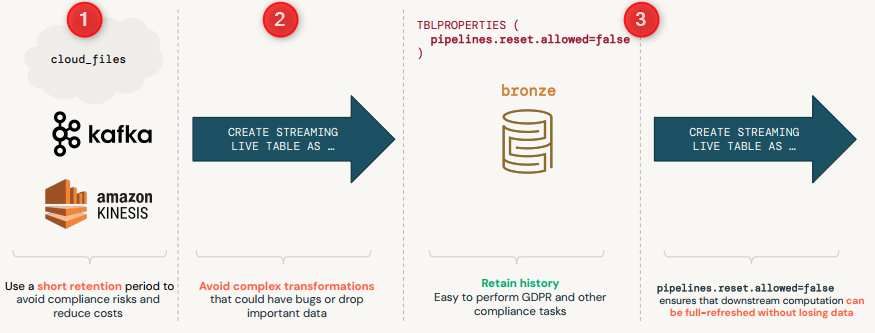 1
2
3
cloud_files
kafka
amazon
KINESIS
Use a short retention period to
avoid compliance risks and
reduce costs
CREATE STREAMING
LIVE TABLE AS …
Avoid complex transformations
that could have bugs or drop
important data
TBLPROPERTIES (
pipelines.reset.allowed=false
)
bronze
Retain history
Easy to perform GDPR and other
compliance tasks
CREATE STREAMING
LIVE TABLE AS …
pipelines.reset.allowed=false
ensures that downstream computation can
be full-refreshed without losing data